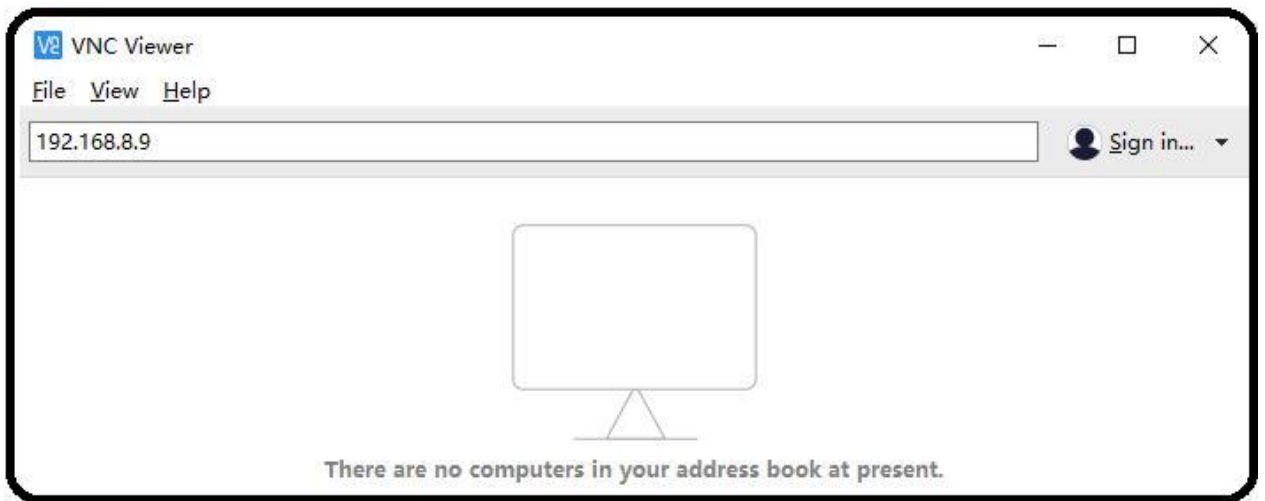 VNC Viewer
File View Help
192.168.8.9
Sign in...
There are no computers in your address book at present.